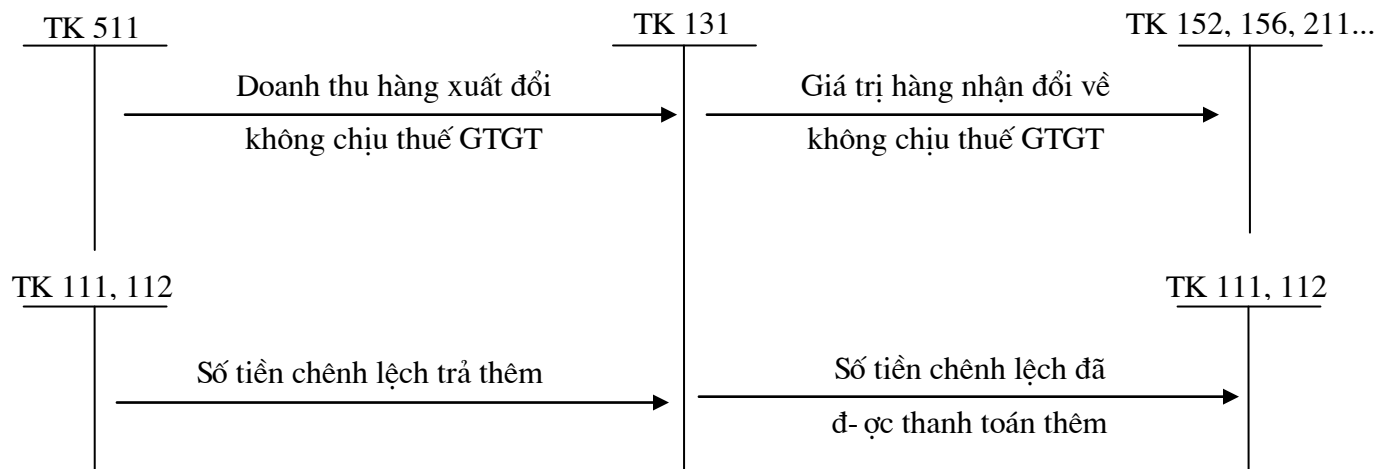 TK 511
TK 131
TK 152, 156, 211...
Doanh thu hàng xuất đổi
không chịu thuế GTGT
Giá trị hàng nhận đổi về
không chịu thuế GTGT
TK 111, 112
TK 111, 112
Số tiền chênh lệch trả thêm
Số tiền chênh lệch đã
đ- ợc thanh toán thêm